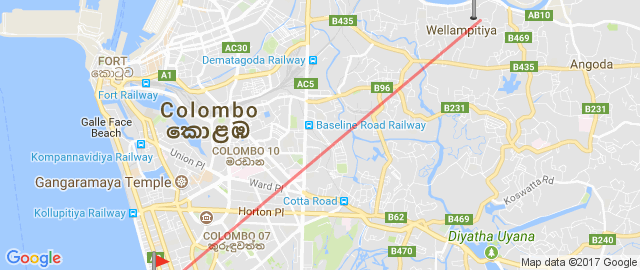 B435
AB10
Wellampitiya
AC30
B469
FORT
කොටුව
Dematagoda Railway
B435
Angoda
A1
AC5
B96
Fort Railway
Colombo
කොළඹ
B231
B231
Galle Face
Beach
Baseline Road Railway
Kompannavidiya Railway
Union Pl
COLOMBO 10
මරදාන
Gangaramaya Temple
Ward Pl
Koswatta Rd
Cotta Road
Kollupitiya Railway
Horton Pl
B62
B469
COLOMBO 07
කුරුඳුවත්ත
Diyatha Uyana
B470
B240
Google
Map data ©2017 Google